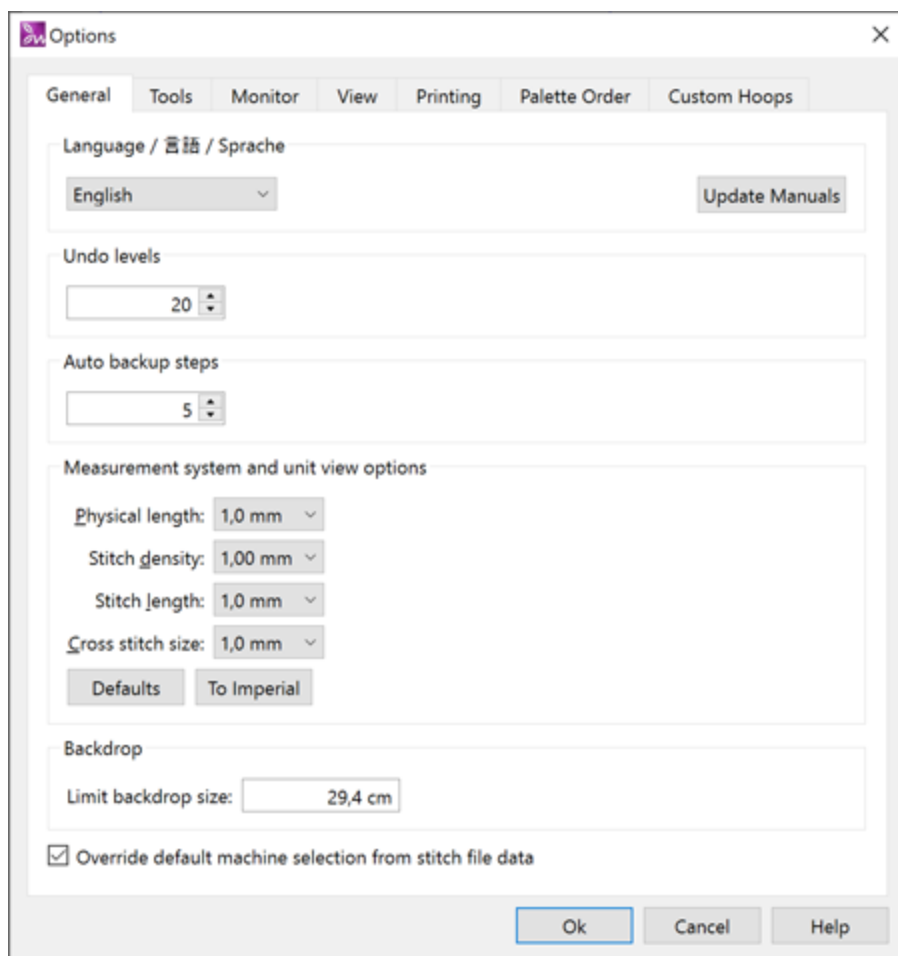 Options
General Tools Monitor View Printing Palette Order Custom Hoops
Language / 言語 / Sprache
English Update Manuals
Undo levels
20
Auto backup steps
5
Measurement system and unit view options
Physical length: 1,0 mm
Stitch density: 1,00 mm
Stitch length: 1,0 mm
Cross stitch size: 1,0 mm
Defaults To Imperial
Backdrop
Limit backdrop size: 29,4 cm
Override default machine selection from stitch file data
Ok Cancel Help